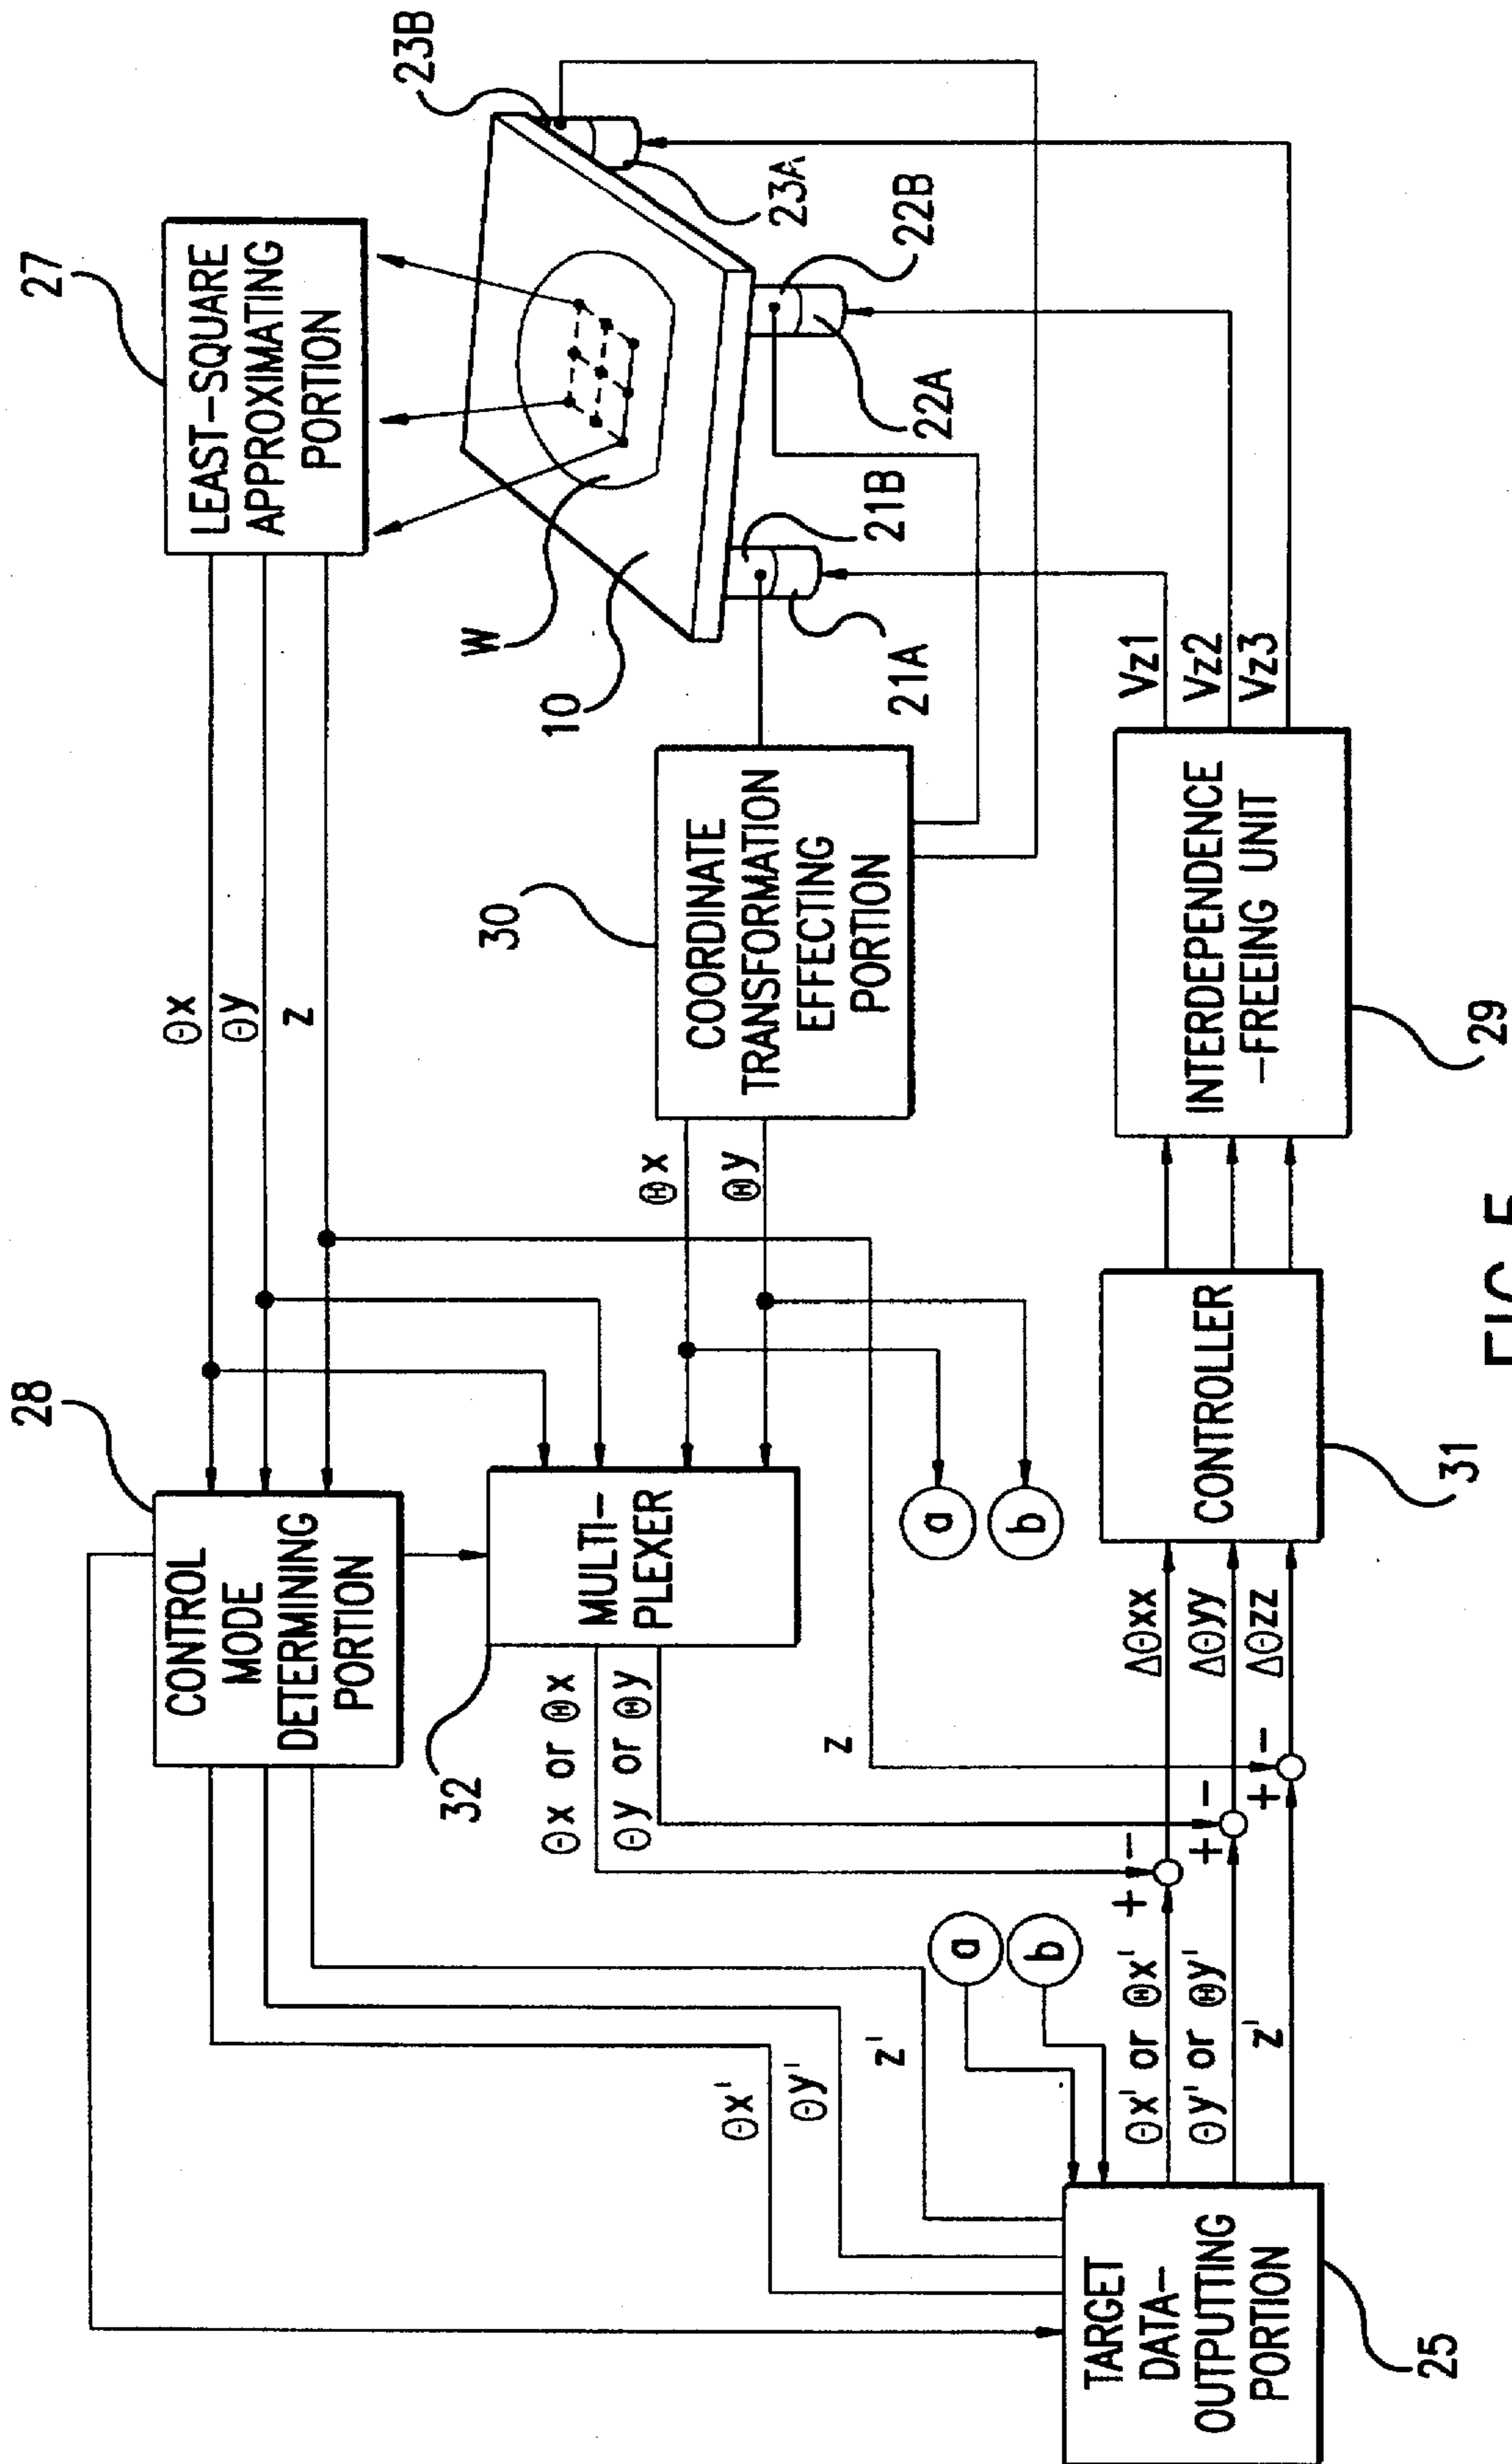 28
27
CONTROL
MODE
DETERMINING
PORTION
ϴx
ϴy
z
LEAST-SQUARE
APPROXIMATING
PORTION
32
MULTI-
PLEXER
W
10
23B
23A
22B
22A
21B
21A
30
COORDINATE
TRANSFORMATION
EFFECTING
PORTION
Θx
Θy
ϴx or Θx
ϴy or Θy
ϴx'
ϴy'
z'
z
a
b
a
b
TARGET
DATA-
OUTPUTTING
PORTION
25
ϴx' or Θx'
ϴy' or Θy'
z'
+ -
+ -
+ -
Δϴxx
Δϴyy
Δϴzz
CONTROLLER
31
INTERDEPENDENCE
-FREEING UNIT
29
Vz1
Vz2
Vz3